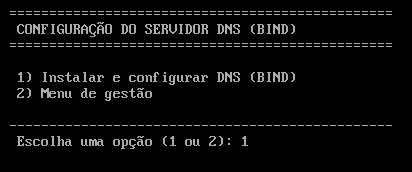 ==================================================
CONFIGURAÇÃO DO SERVIDOR DNS (BIND)
==================================================
1) Instalar e configurar DNS (BIND)
2) Menu de gestão
--------------------------------------------------
Escolha uma opção (1 ou 2): 1